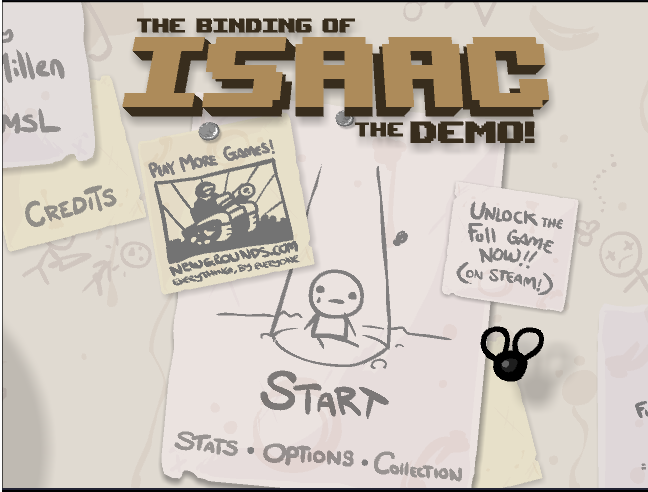 THE BINDING OF
ISAAC
THE DEMO!
Millen
MSL
CREDITS
PLAY MORE GAMES!
NEWGROUNDS.COM
EVERYTHING, BY EVERYONE
UNLOCK THE
FULL GAME
NOW!!
(ON STEAM!)
START
STATS • OPTIONS • COLLECTION